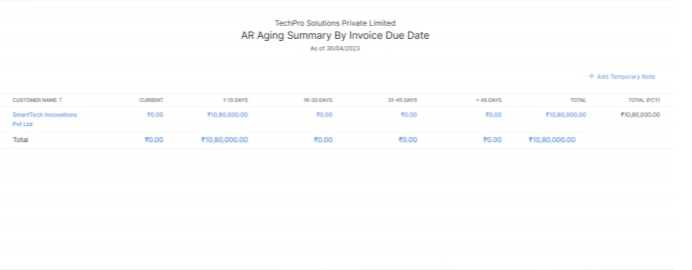 TechPro Solutions Private Limited
AR Aging Summary By Invoice Due Date
As of 30/04/2023
+ Add Temporary Note
CUSTOMER NAME CURRENT 1-15 DAYS 16-30 DAYS 31-45 DAYS > 45 DAYS TOTAL TOTAL (FCY)
SmartTech Innovations Pvt Ltd ₹0.00 ₹10,80,000.00 ₹0.00 ₹0.00 ₹0.00 ₹10,80,000.00 ₹10,80,000.00
Total ₹0.00 ₹10,80,000.00 ₹0.00 ₹0.00 ₹0.00 ₹10,80,000.00